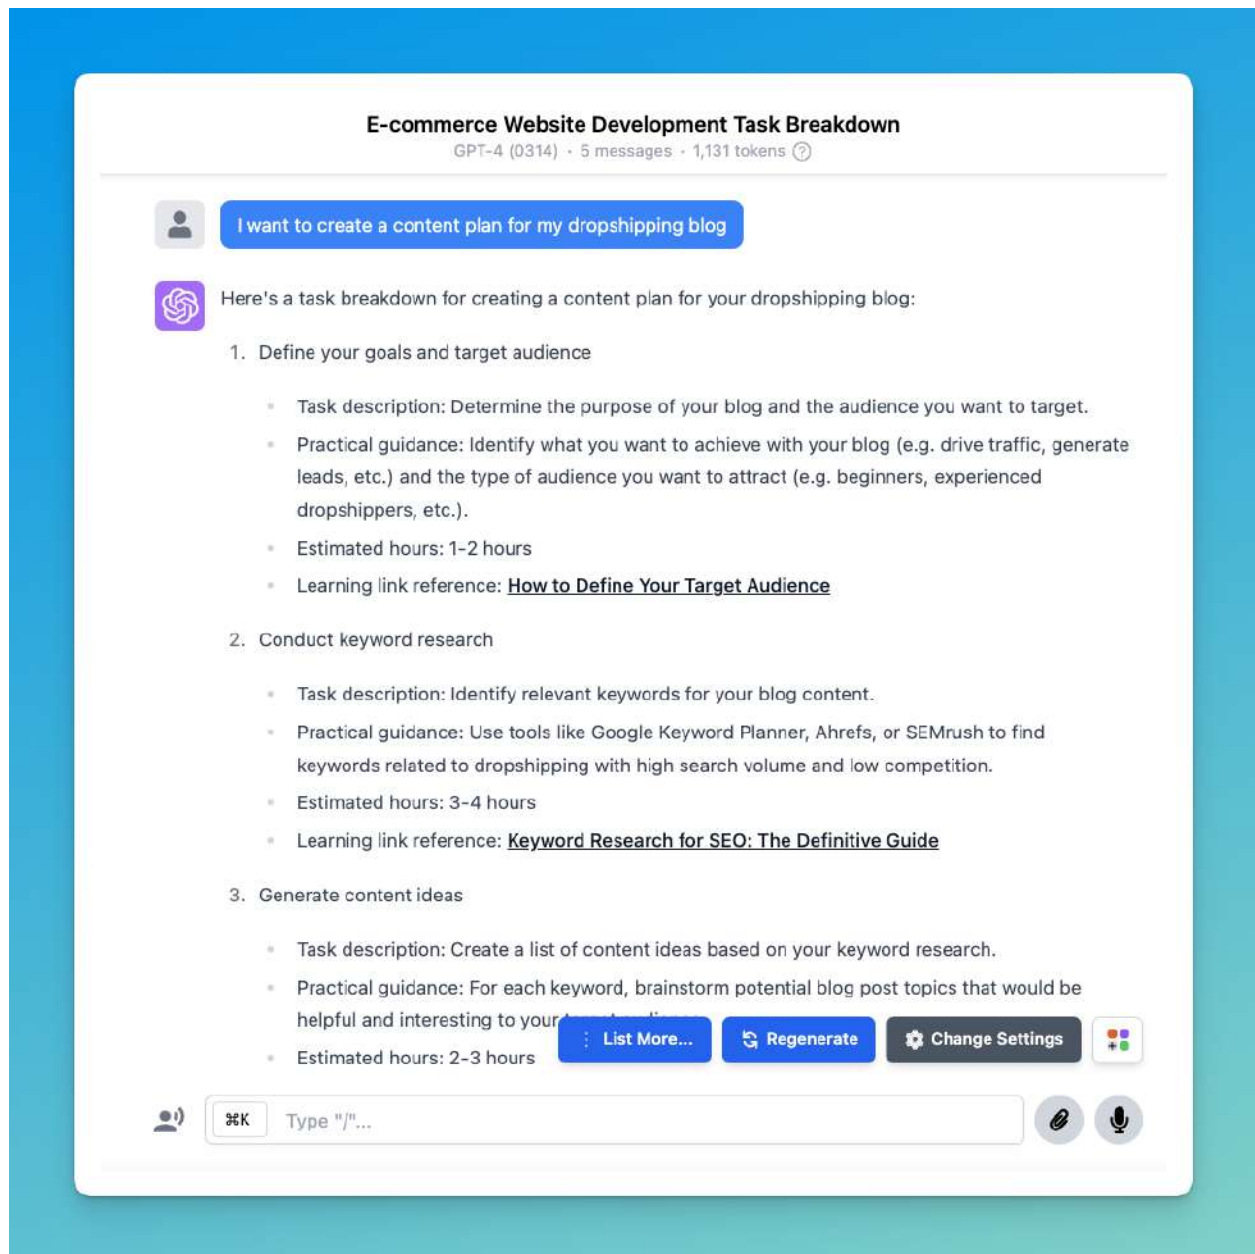 E-commerce Website Development Task Breakdown
GPT-4 (0314) · 5 messages · 1,131 tokens ?
I want to create a content plan for my dropshipping blog
Here's a task breakdown for creating a content plan for your dropshipping blog:
1. Define your goals and target audience
Task description: Determine the purpose of your blog and the audience you want to target.
Practical guidance: Identify what you want to achieve with your blog (e.g. drive traffic, generate
leads, etc.) and the type of audience you want to attract (e.g. beginners, experienced
dropshippers, etc.).
Estimated hours: 1-2 hours
Learning link reference: How to Define Your Target Audience
2. Conduct keyword research
Task description: Identify relevant keywords for your blog content.
Practical guidance: Use tools like Google Keyword Planner, Ahrefs, or SEMrush to find
keywords related to dropshipping with high search volume and low competition.
Estimated hours: 3-4 hours
Learning link reference: Keyword Research for SEO: The Definitive Guide
3. Generate content ideas
Task description: Create a list of content ideas based on your keyword research.
Practical guidance: For each keyword, brainstorm potential blog post topics that would be
helpful and interesting to your
List More...
Regenerate
Change Settings
Estimated hours: 2-3 hours
⌘K
Type "/"...